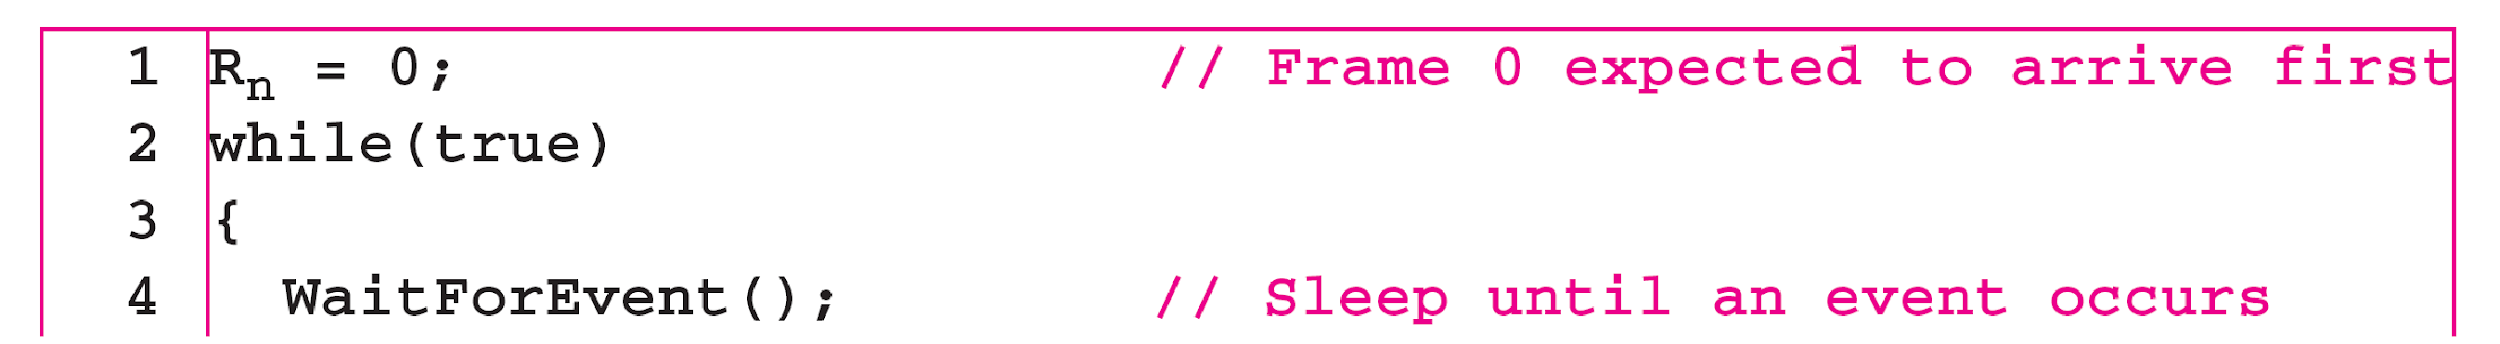 1 Rn = 0; // Frame 0 expected to arrive first
2 while(true)
3 {
4 WaitForEvent(); // Sleep until an event occurs